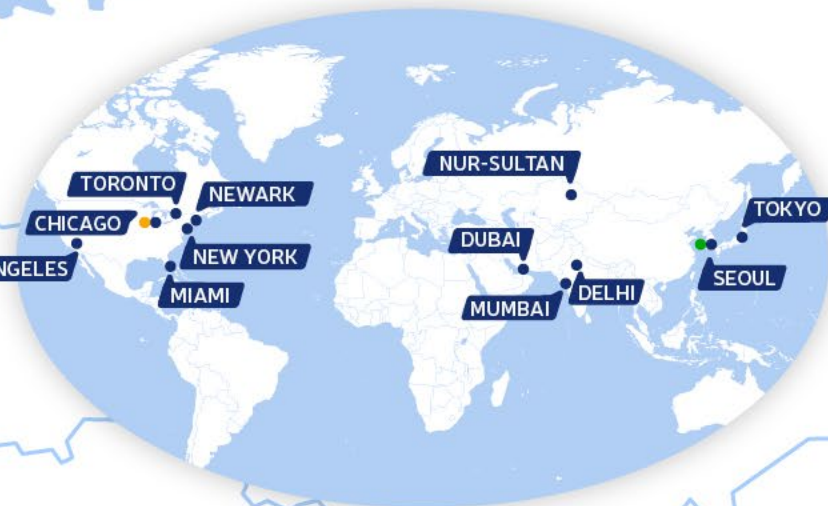 NUR-SULTAN
TORONTO
NEWARK
TOKYO
CHICAGO
DUBAI
NEW YORK
NGELES
SEOUL
MIAMI
DELHI
MUMBAI